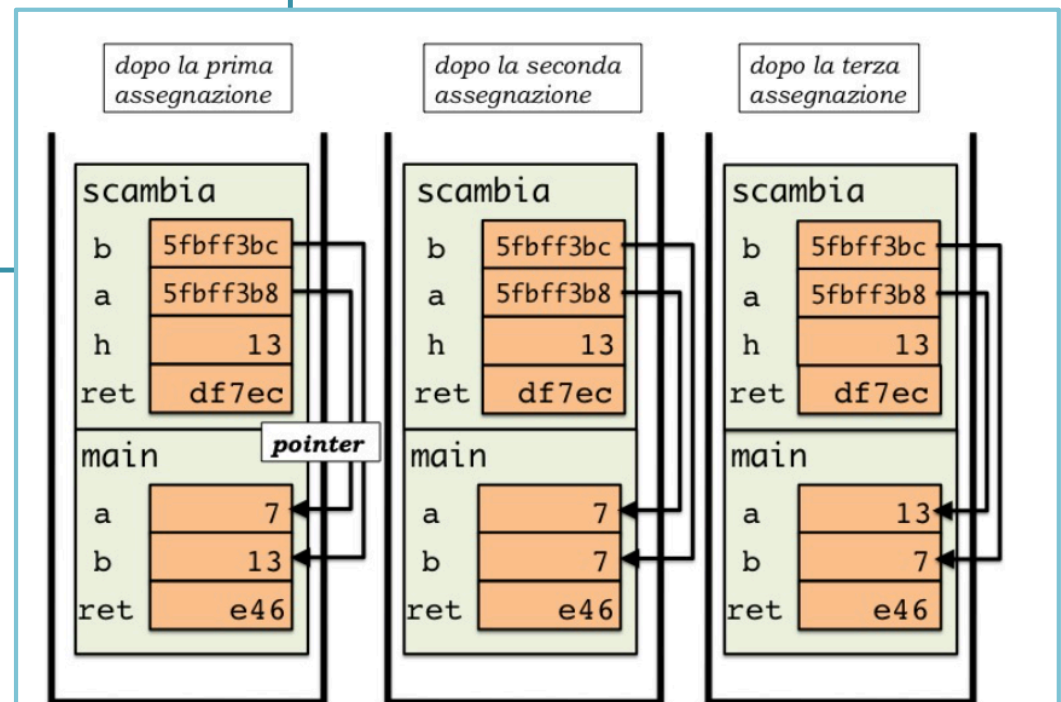 dopo la prima
assegnazione
scambia
b 5fbff3bc
a 5fbff3b8
h 13
ret df7ec
pointer
main
a 7
b 13
ret e46
dopo la seconda
assegnazione
scambia
b 5fbff3bc
a 5fbff3b8
h 13
ret df7ec
main
a 7
b 7
ret e46
dopo la terza
assegnazione
scambia
b 5fbff3bc
a 5fbff3b8
h 13
ret df7ec
main
a 13
b 7
ret e46